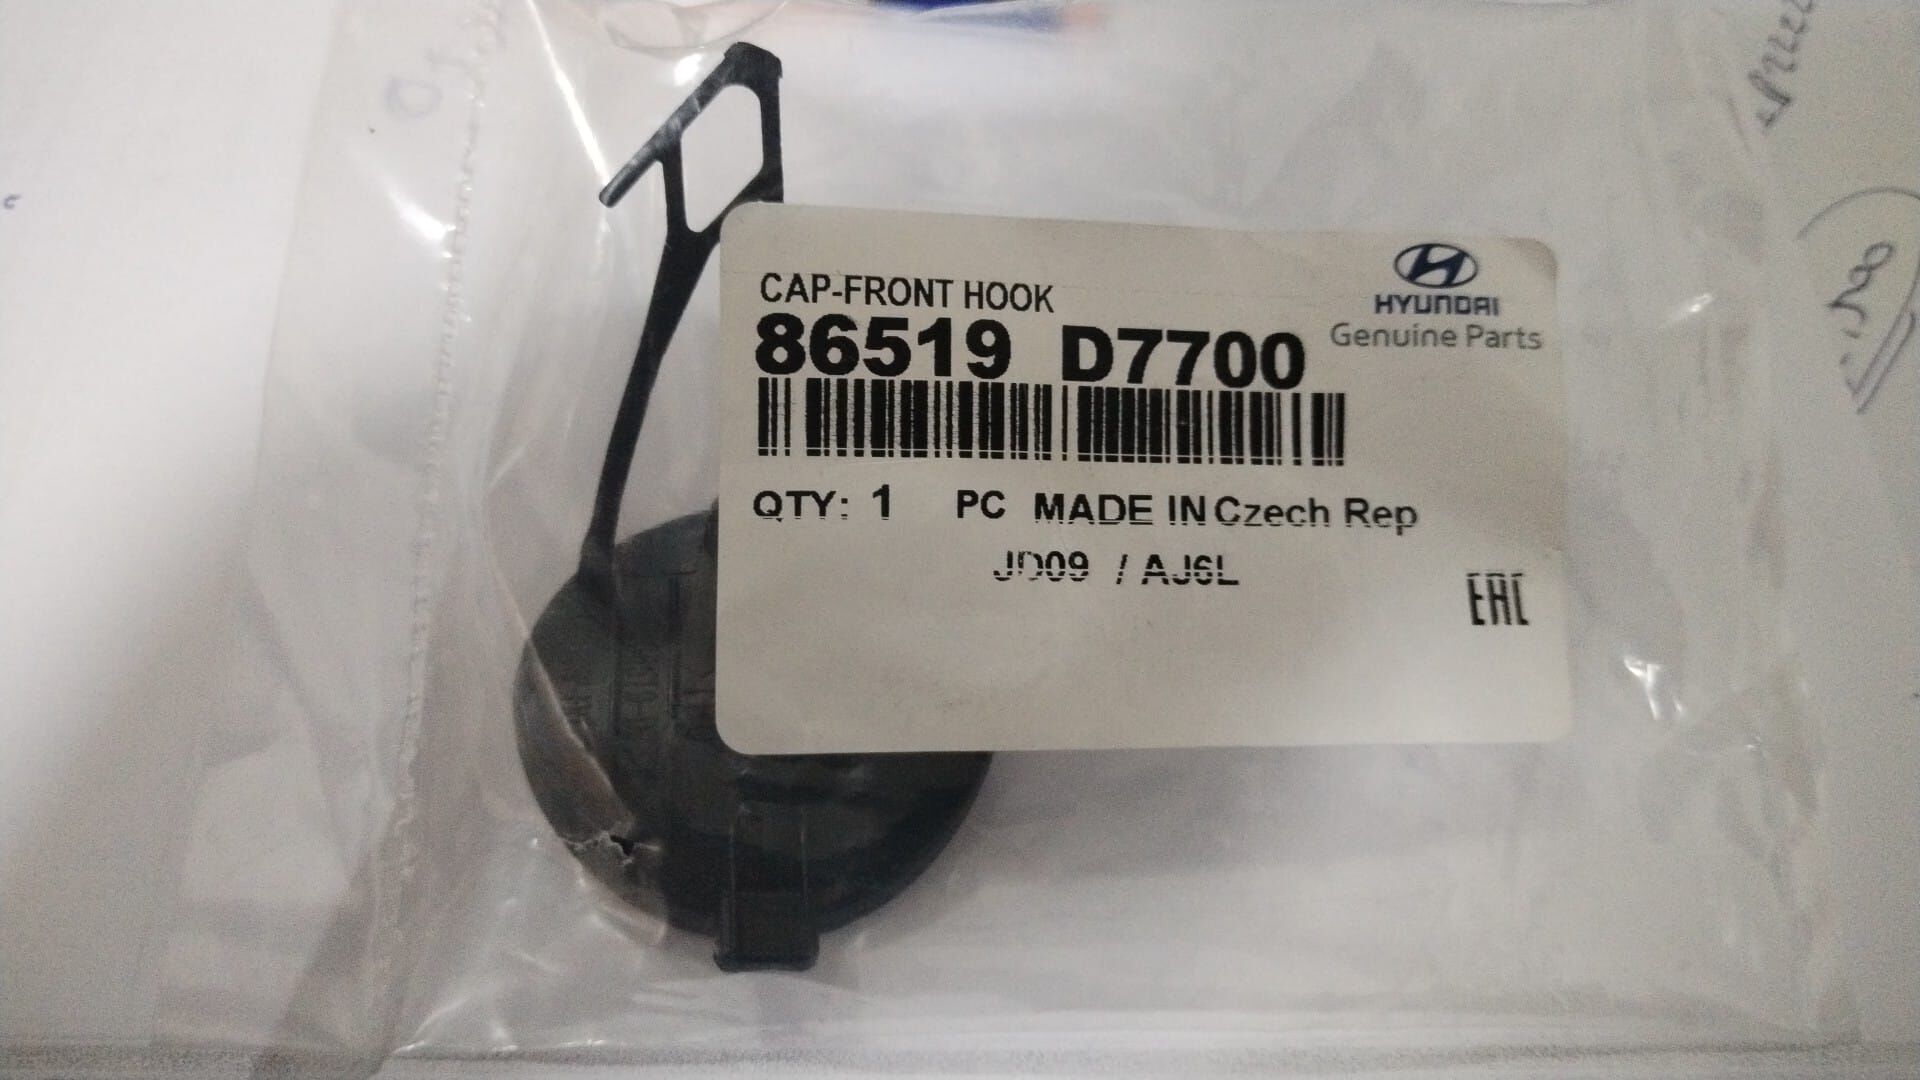 CAP-FRONT HOOK
HYUNDAI
Genuine Parts
86519 D7700
QTY: 1 PC MADE IN Czech Rep
JD09 / AJ6L
EAC